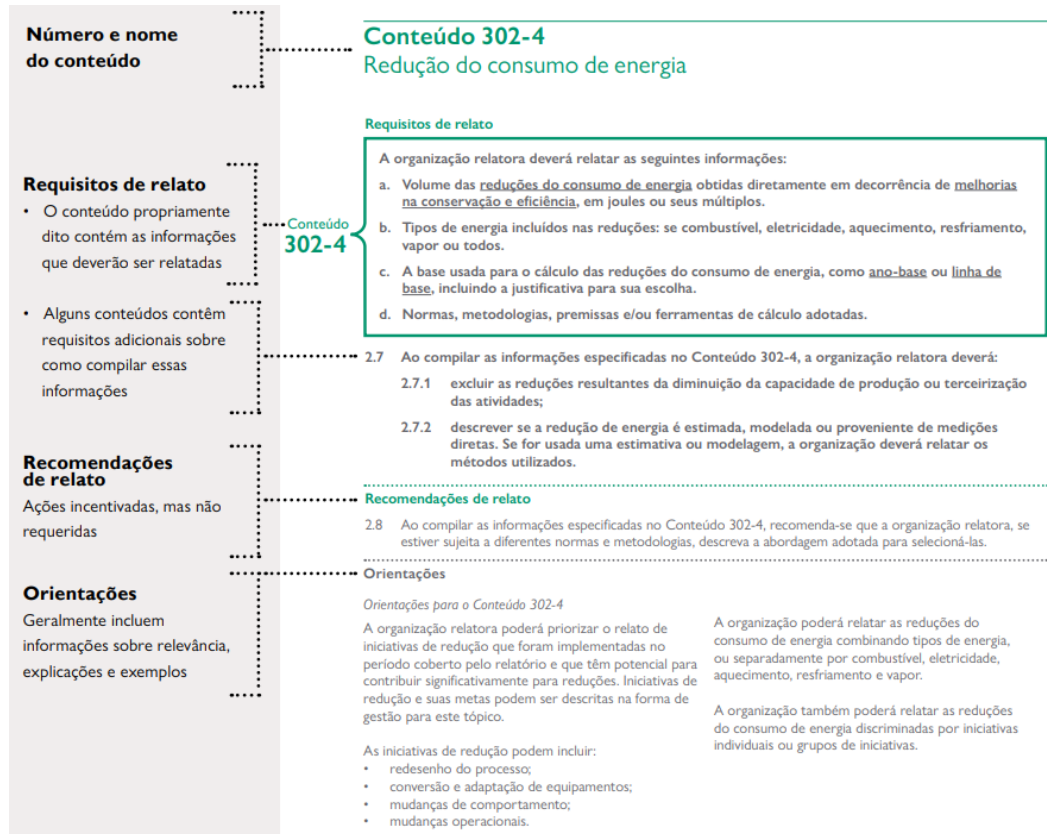 Número e nome
do conteúdo
Conteúdo 302-4
Redução do consumo de energia
Requisitos de relato
• O conteúdo propriamente
dito contém as informações
que deverão ser relatadas
• Alguns conteúdos contêm
requisitos adicionais sobre
como compilar essas
informações
Conteúdo
302-4
Requisitos de relato
A organização relatora deverá relatar as seguintes informações:
a. Volume das reduções do consumo de energia obtidas diretamente em decorrência de melhorias
na conservação e eficiência, em joules ou seus múltiplos.
b. Tipos de energia incluídos nas reduções: se combustível, eletricidade, aquecimento, resfriamento,
vapor ou todos.
c. A base usada para o cálculo das reduções do consumo de energia, como ano-base ou linha de
base, incluindo a justificativa para sua escolha.
d. Normas, metodologias, premissas e/ou ferramentas de cálculo adotadas.
2.7 Ao compilar as informações especificadas no Conteúdo 302-4, a organização relatora deverá:
2.7.1 excluir as reduções resultantes da diminuição da capacidade de produção ou terceirização
das atividades;
2.7.2 descrever se a redução de energia é estimada, modelada ou proveniente de medições
diretas. Se for usada uma estimativa ou modelagem, a organização deverá relatar os
métodos utilizados.
Recomendações
de relato
Ações incentivadas, mas não
requeridas
Recomendações de relato
2.8 Ao compilar as informações especificadas no Conteúdo 302-4, recomenda-se que a organização relatora, se
estiver sujeita a diferentes normas e metodologias, descreva a abordagem adotada para selecioná-las.
Orientações
Geralmente incluem
informações sobre relevância,
explicações e exemplos
Orientações
Orientações para o Conteúdo 302-4
A organização relatora poderá priorizar o relato de
iniciativas de redução que foram implementadas no
período coberto pelo relatório e que têm potencial para
contribuir significativamente para reduções. Iniciativas de
redução e suas metas podem ser descritas na forma de
gestão para este tópico.
As iniciativas de redução podem incluir:
• redesenho do processo;
• conversão e adaptação de equipamentos;
• mudanças de comportamento;
• mudanças operacionais.
A organização poderá relatar as reduções do
consumo de energia combinando tipos de energia,
ou separadamente por combustível, eletricidade,
aquecimento, resfriamento e vapor.
A organização também poderá relatar as reduções
do consumo de energia discriminadas por iniciativas
individuais ou grupos de iniciativas.